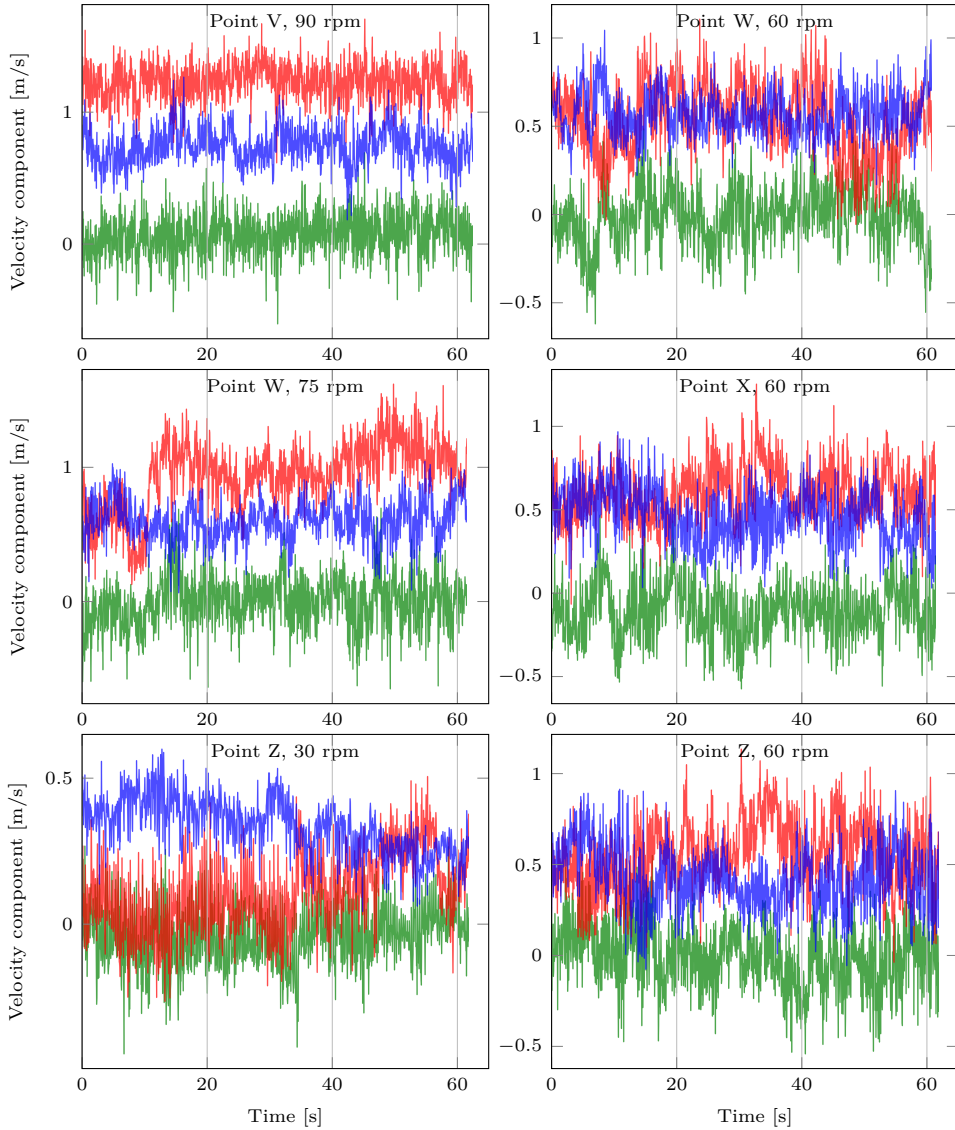 Point V, 90 rpm
Velocity component [m/s]
1
0
0 20 40 60
Point W, 60 rpm
1
0.5
0
−0.5
0 20 40 60
Point W, 75 rpm
Velocity component [m/s]
1
0
0 20 40 60
Point X, 60 rpm
1
0.5
0
−0.5
0 20 40 60
Point Z, 30 rpm
Velocity component [m/s]
0.5
0
0 20 40 60
Time [s]
Point Z, 60 rpm
1
0.5
0
−0.5
0 20 40 60
Time [s]